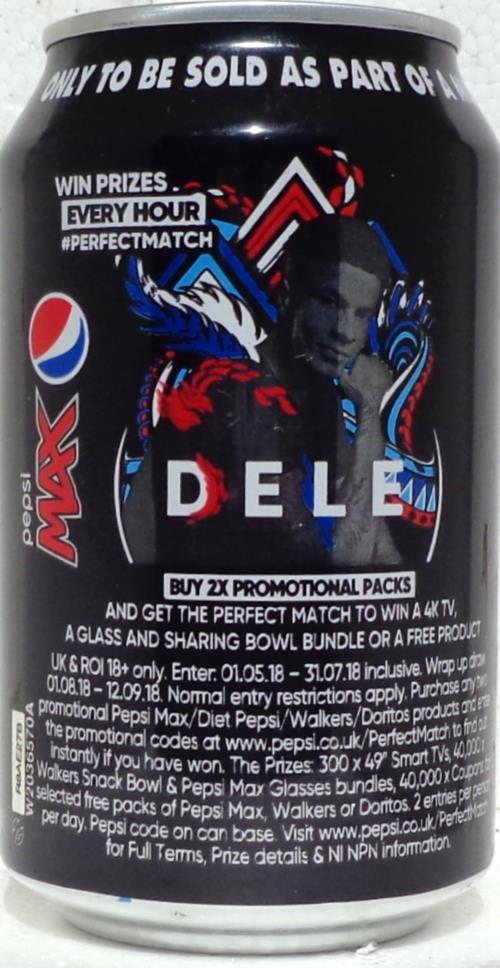 ONLY TO BE SOLD AS PART OF A
WIN PRIZES
EVERY HOUR
#PERFECTMATCH
pepsi
MAX
DELE
BUY 2X PROMOTIONAL PACKS
AND GET THE PERFECT MATCH TO WIN A 4K TV,
A GLASS AND SHARING BOWL BUNDLE OR A FREE PRODUCT
UK & ROI 18+ only. Enter: 01.05.18 – 31.07.18 inclusive. Wrap up draw
01.08.18 – 12.09.18. Normal entry restrictions apply. Purchase any two
promotional Pepsi Max/Diet Pepsi/Walkers/Doritos products and enter
the promotional codes at www.pepsi.co.uk/PerfectMatch to find out
instantly if you have won. The Prizes: 300 x 49" Smart TVs, 40,000 x
Walkers Snack Bowl & Pepsi Max Glasses bundles, 40,000 x Coupons for
selected free packs of Pepsi Max, Walkers or Doritos. 2 entries per person
per day. Pepsi code on can base. Visit www.pepsi.co.uk/PerfectMatch
for Full Terms, Prize details & NI NPN information.
W2036570A